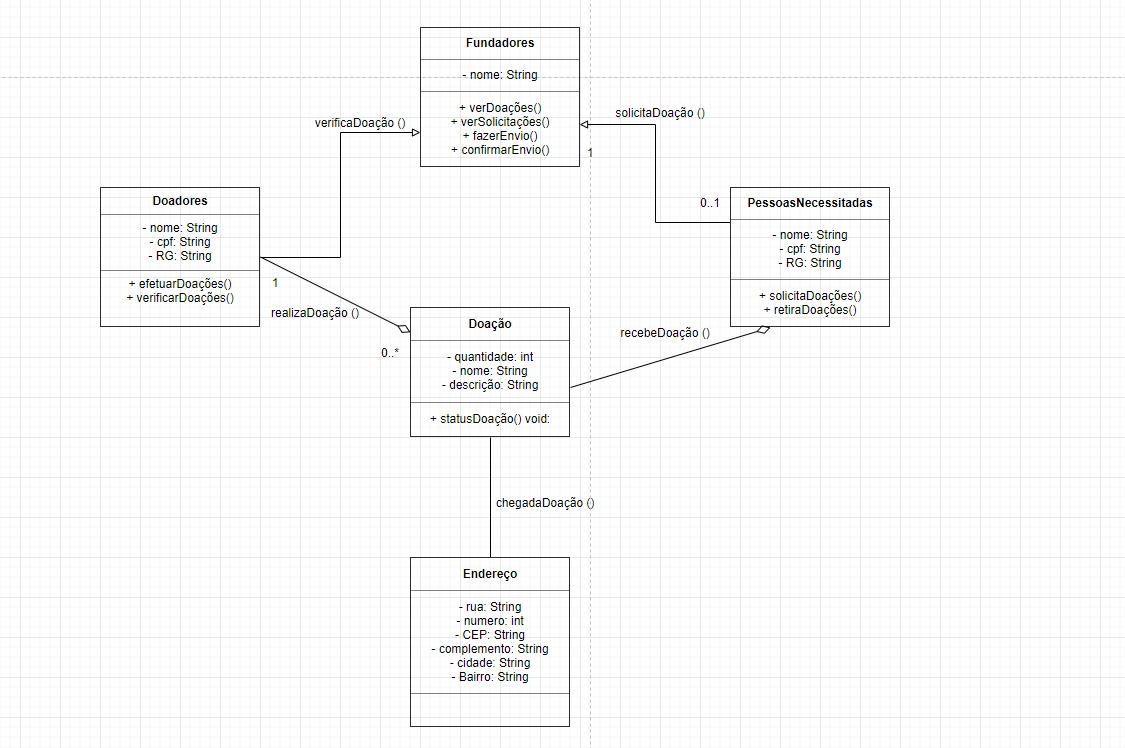 Fundadores
- nome: String
+ verDoações()
+ verSolicitações()
+ fazerEnvio()
+ confirmarEnvio()
verificaDoação ()
solicitaDoação ()
1
Doadores
- nome: String
- cpf: String
- RG: String
+ efetuarDoações()
+ verificarDoações()
0..1
PessoasNecessitadas
- nome: String
- cpf: String
- RG: String
+ solicitaDoações()
+ retiraDoações()
1
realizaDoação ()
0..*
Doação
- quantidade: int
- nome: String
- descrição: String
+ statusDoação() void:
recebeDoação ()
chegadaDoação ()
Endereço
- rua: String
- numero: int
- CEP: String
- complemento: String
- cidade: String
- Bairro: String